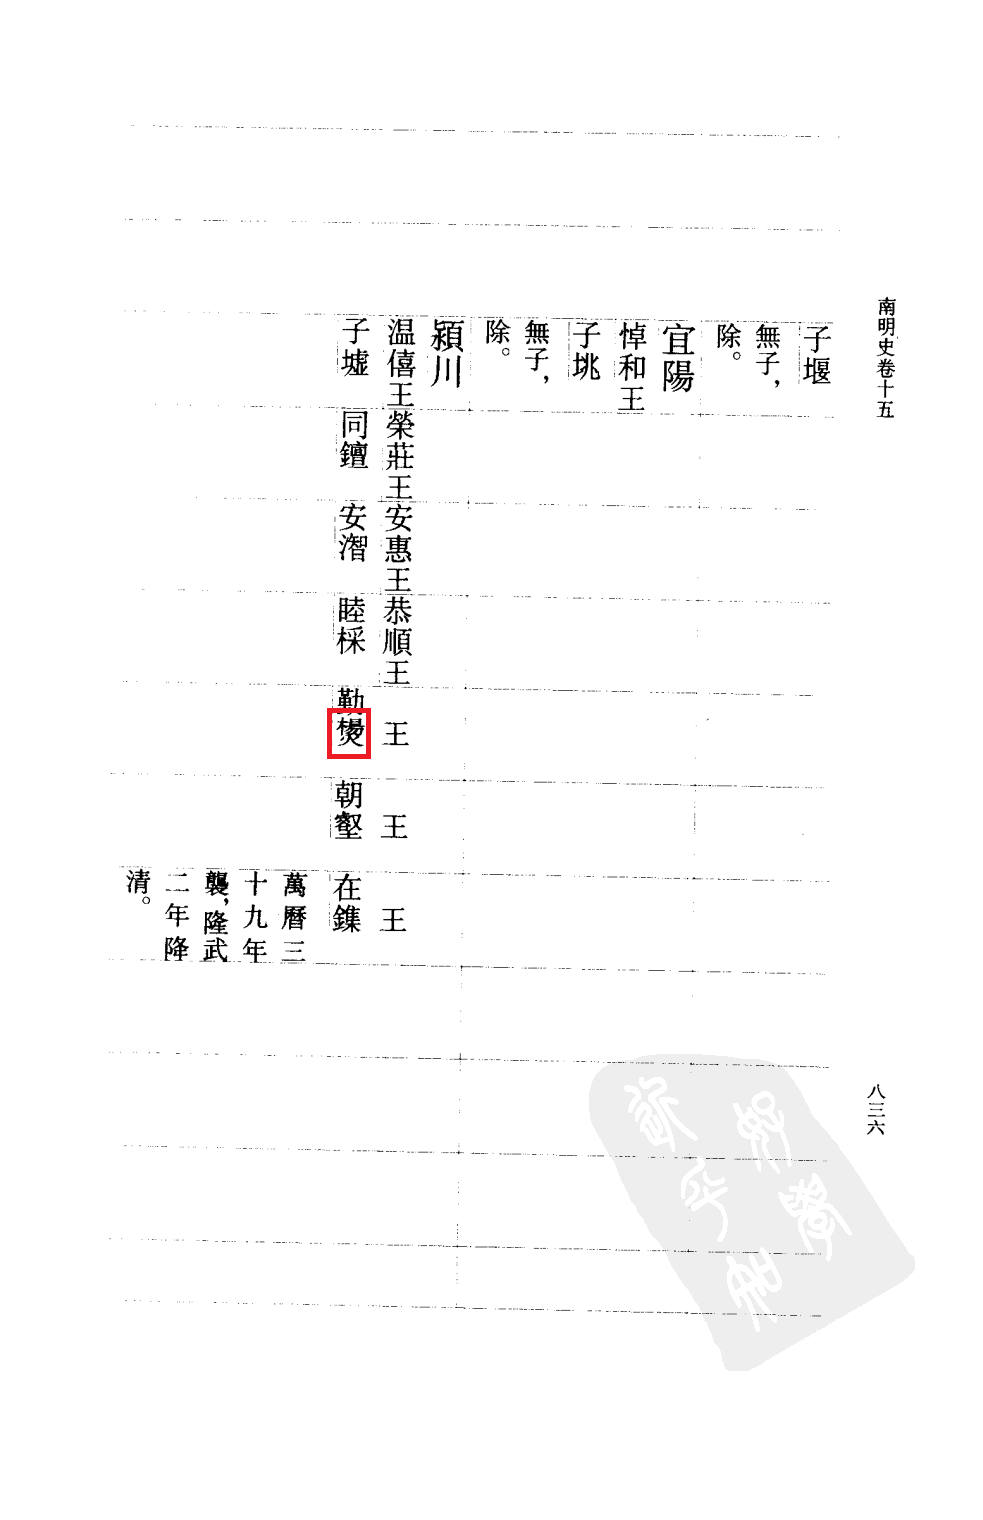 南明史卷十五
子堰
無子，
除。
宜陽
悼和王
子垗
無子，
除。
潁川
温僖王
榮莊王
安惠王
恭順王
王
王
王
子墟
同
安潪
睦棌
勤
朝壑
在鏶
萬曆三
十九年
襲，隆武
二年降
清。
八三六